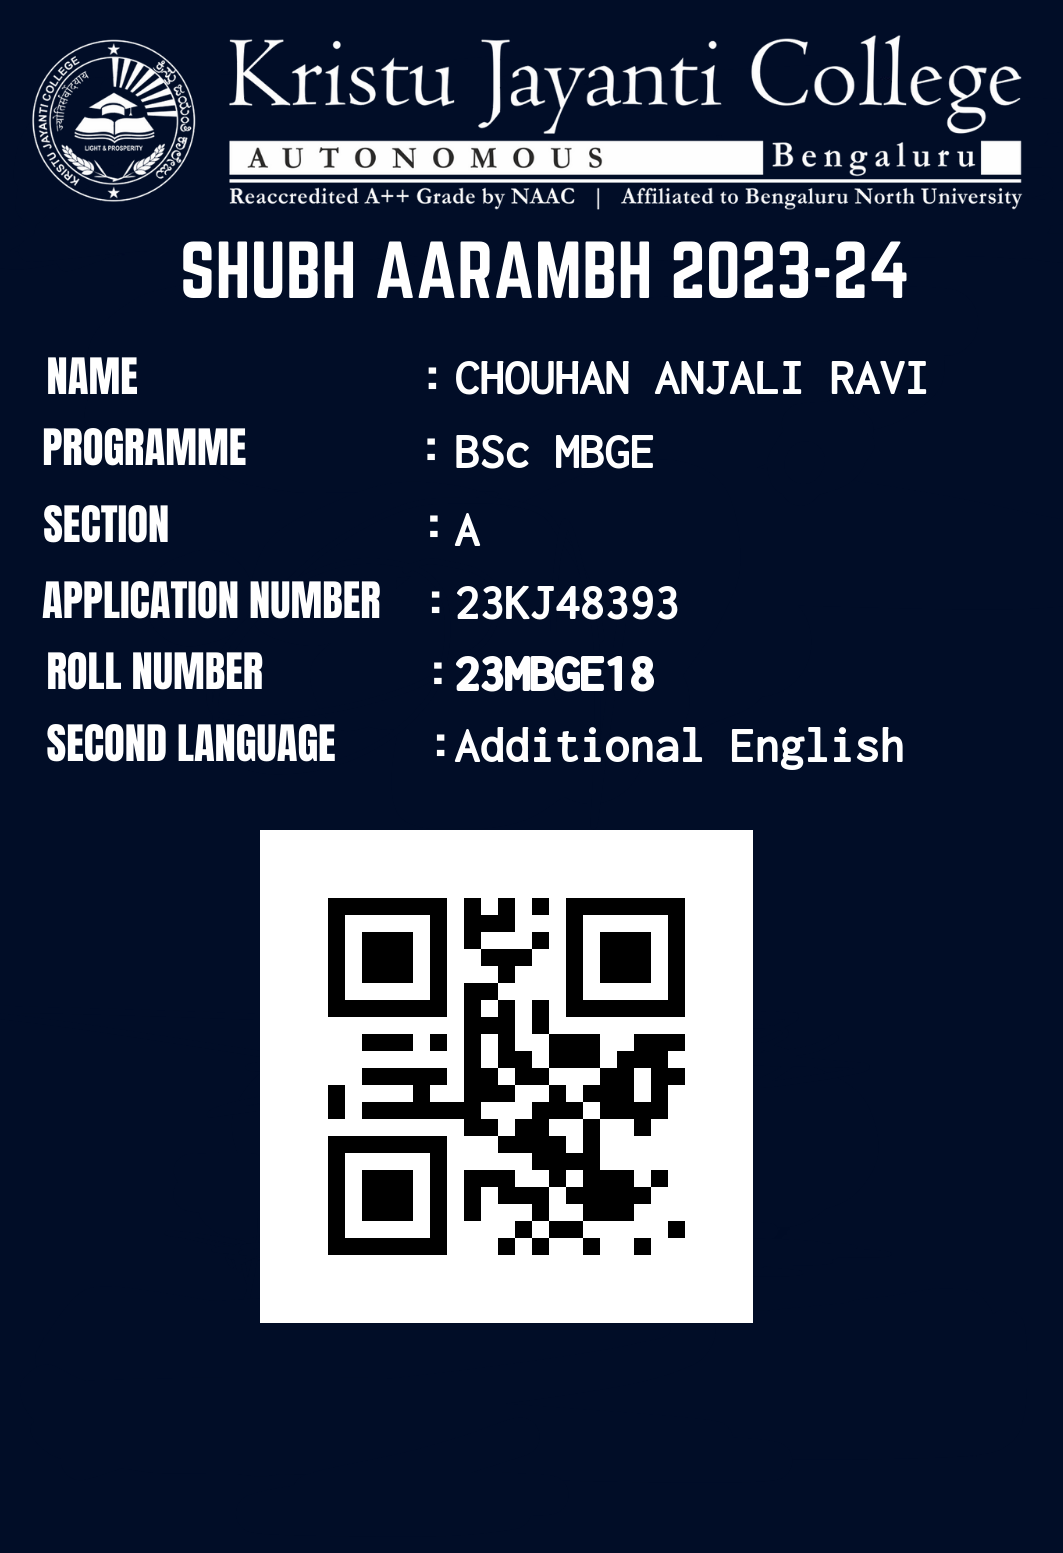 Kristu Jayanti College
AUTONOMOUS Bengaluru
Reaccredited A++ Grade by NAAC | Affiliated to Bengaluru North University
KRISTU JAYANTI COLLEGE
ಕ್ರಿಸ್ತು ಜಯಂತಿ ಕಾಲೇಜು
LIGHT & PROSPERITY
SHUBH AARAMBH 2023-24
NAME : CHOUHAN ANJALI RAVI
PROGRAMME : BSc MBGE
SECTION : A
APPLICATION NUMBER : 23KJ48393
ROLL NUMBER : 23MBGE18
SECOND LANGUAGE : Additional English